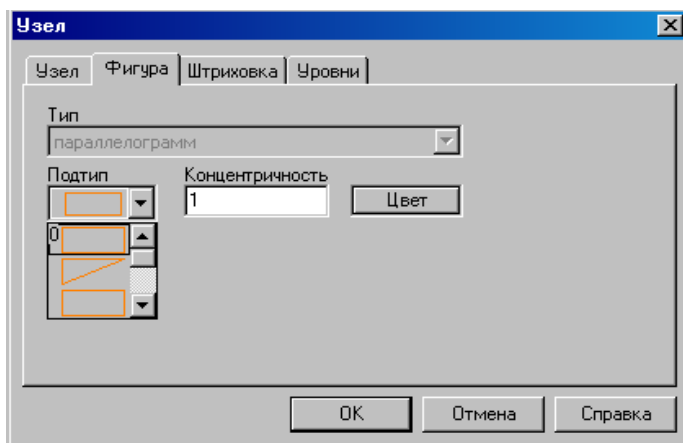 Узел
Узел Фигура Штриховка Уровни
Тип
параллелограмм
Подтип Концентричность
1 Цвет
0
OK Отмена Справка